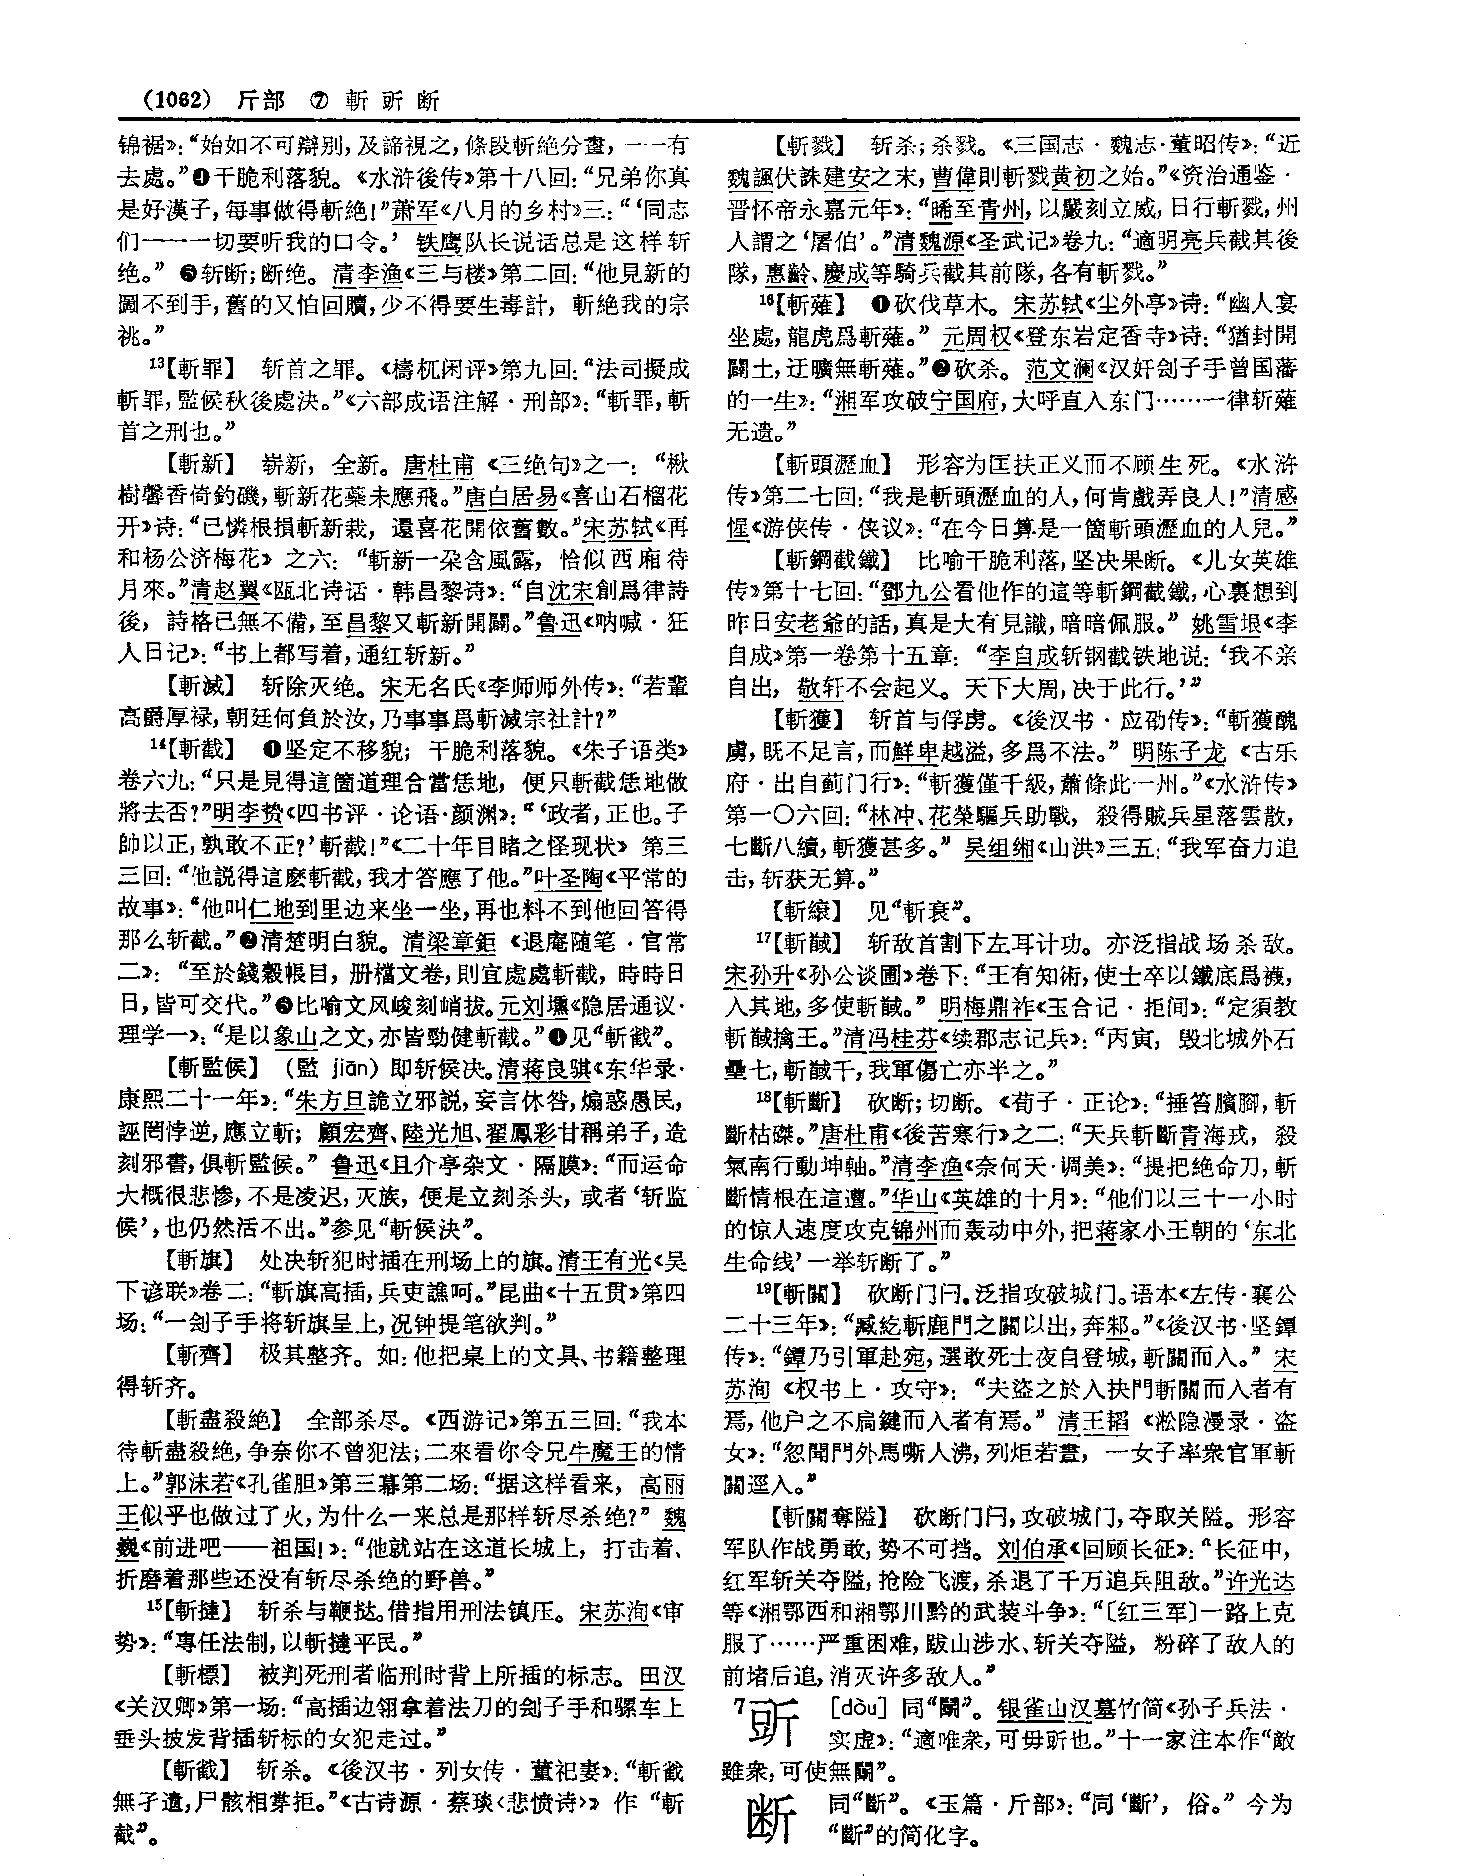 (1062) 斤部 ⑦ 斬 斪 断
锦裾》：“始如不可辯别，及諦視之，條段斬絶分畫，一一有
去處。”❹干脆利落貌。《水浒後传》第十八回：“兄弟你真
是好漢子，每事做得斬絶！”萧军《八月的乡村》三：“‘同志
们——一切要听我的口令。’ 铁鹰队长说话总是这样斩
绝。” ❺斩断；断绝。清李渔《三与楼》第二回：“他見新的
圖不到手，舊的又怕回贖，少不得要生毒計，斬絶我的宗
祧。”
¹³【斬罪】 斩首之罪。《檮杌闲评》第九回：“法司擬成
斬罪，監候秋後處決。”《六部成语注解·刑部》：“斬罪，斬
首之刑也。”
【斬新】 崭新，全新。唐杜甫《三绝句》之一：“楸
樹馨香倚釣磯，斬新花蘂未應飛。”唐白居易《喜山石榴花
开》诗：“已憐根損斬新栽，還喜花開依舊數。”宋苏轼《再
和杨公济梅花》之六：“斬新一朶含風露，恰似西廂待
月來。”清赵翼《瓯北诗话·韩昌黎诗》：“自沈宋創爲律詩
後，詩格已無不備，至昌黎又斬新開闢。”鲁迅《呐喊·狂
人日记》：“书上都写着，通红斩新。”
【斬滅】 斩除灭绝。宋无名氏《李师师外传》：“若輩
高爵厚禄，朝廷何負於汝，乃事事爲斬滅宗社計？”
¹⁴【斬截】 ❶坚定不移貌；干脆利落貌。《朱子语类》
卷六九：“只是見得這箇道理合當恁地，便只斬截恁地做
將去否？”明李贽《四书评·论语·颜渊》：“‘政者，正也。子
帥以正，孰敢不正？’斬截！”《二十年目睹之怪现状》第三
三回：“他説得這麽斬截，我才答應了他。”叶圣陶《平常的
故事》：“他叫仁地到里边来坐一坐，再也料不到他回答得
那么斩截。”❷清楚明白貌。清梁章鉅《退庵随笔·官常
二》：“至於錢穀帳目，册檔文卷，則宜處處斬截，時時日
日，皆可交代。”❸比喻文风峻刻峭拔。元刘壎《隐居通议·
理学一》：“是以象山之文，亦皆勁健斬截。”❹见“斬戳”。
【斬監候】 （監 jiān）即斩候决。清蒋良骐《东华录·
康熙二十一年》：“朱方旦詭立邪説，妄言休咎，煽惑愚民，
誣罔悖逆，應立斬；顧宏齊、陸光旭、翟鳳彩甘稱弟子，造
刻邪書，俱斬監候。”鲁迅《且介亭杂文·隔膜》：“而运命
大概很悲惨，不是凌迟，灭族，便是立刻杀头，或者‘斩监
候’，也仍然活不出。”参见“斬候決”。
【斬旗】 处决斩犯时插在刑场上的旗。清王有光《吴
下谚联》卷二：“斬旗高插，兵吏譙呵。”昆曲《十五贯》第四
场：“一刽子手将斩旗呈上，况钟提笔欲判。”
【斬齊】 极其整齐。如：他把桌上的文具、书籍整理
得斩齐。
【斬盡殺絶】 全部杀尽。《西游记》第五三回：“我本
待斬盡殺絶，争奈你不曾犯法；二來看你令兄牛魔王的情
上。”郭沫若《孔雀胆》第三幕第二场：“据这样看来，高丽
王似乎也做过了火，为什么一来总是那样斩尽杀绝？”魏
巍《前进吧——祖国！》：“他就站在这道长城上，打击着、
折磨着那些还没有斩尽杀绝的野兽。”
¹⁵【斬撻】 斩杀与鞭挞。借指用刑法镇压。宋苏洵《审
势》：“專任法制，以斬撻平民。”
【斬標】 被判死刑者临刑时背上所插的标志。田汉
《关汉卿》第一场：“高插边翎拿着法刀的刽子手和骡车上
垂头披发背插斩标的女犯走过。”
【斬戳】 斩杀。《後汉书·列女传·董祀妻》：“斬戳
無孑遺，尸骸相掌拒。”《古诗源·蔡琰〈悲愤诗〉》作“斬
截”。
【斬戮】 斩杀；杀戮。《三国志·魏志·董昭传》：“近
魏諷伏誅建安之末，曹偉則斬戮黄初之始。”《资治通鉴·
晋怀帝永嘉元年》：“晞至青州，以嚴刻立威，日行斬戮，州
人謂之‘屠伯’。”清魏源《圣武记》卷九：“適明亮兵截其後
隊，惠齡、慶成等騎兵截其前隊，各有斬戮。”
¹⁶【斬薙】 ❶砍伐草木。宋苏轼《尘外亭》诗：“幽人宴
坐處，龍虎爲斬薙。”元周权《登东岩定香寺》诗：“猶封開
闢土，迂曠無斬薙。”❷砍杀。范文澜《汉奸刽子手曾国藩
的一生》：“湘军攻破宁国府，大呼直入东门……一律斩薙
无遗。”
【斬頭瀝血】 形容为匡扶正义而不顾生死。《水浒
传》第二七回：“我是斬頭瀝血的人，何肯戲弄良人！”清感
惺《游侠传·侠议》：“在今日算是一箇斬頭瀝血的人兒。”
【斬鋼截鐵】 比喻干脆利落，坚决果断。《儿女英雄
传》第十七回：“鄧九公看他作的這等斬鋼截鐵，心裏想到
昨日安老爺的話，真是大有見識，暗暗佩服。”姚雪垠《李
自成》第一卷第十五章：“李自成斩钢截铁地说：‘我不亲
自出，敬轩不会起义。天下大周，决于此行。’”
【斬獲】 斩首与俘虏。《後汉书·应劭传》：“斬獲醜
虜，既不足言，而鮮卑越溢，多爲不法。”明陈子龙《古乐
府·出自蓟门行》：“斬獲僅千級，蕭條此一州。”《水浒传》
第一〇六回：“林冲、花榮驅兵助戰，殺得賊兵星落雲散，
七斷八續，斬獲甚多。”吴组缃《山洪》三五：“我军奋力追
击，斩获无算。”
【斬縗】 见“斬衰”。
¹⁷【斬馘】 斩敌首割下左耳计功。亦泛指战场杀敌。
宋孙升《孙公谈圃》卷下：“王有知術，使士卒以鐵底爲襪，
入其地，多使斬馘。”明梅鼎祚《玉合记·拒间》：“定須教
斬馘擒王。”清冯桂芬《续郡志记兵》：“丙寅，毁北城外石
壘七，斬馘千，我軍傷亡亦半之。”
¹⁸【斬斷】 砍断；切断。《荀子·正论》：“捶笞臏腳，斬
斷枯磔。”唐杜甫《後苦寒行》之二：“天兵斬斷青海戎，殺
氣南行動坤軸。”清李渔《奈何天·调美》：“提把絶命刀，斬
斷情根在這遭。”华山《英雄的十月》：“他们以三十一小时
的惊人速度攻克锦州而轰动中外，把蒋家小王朝的‘东北
生命线’一举斩断了。”
¹⁹【斬關】 砍断门闩。泛指攻破城门。语本《左传·襄公
二十三年》：“臧紇斬鹿門之關以出，奔邾。”《後汉书·坚鐔
传》：“鐔乃引軍赴宛，選敢死士夜自登城，斬關而入。”宋
苏洵《权书上·攻守》：“夫盜之於人抉門斬關而入者有
焉，他户之不扃鍵而入者有焉。”清王韬《淞隐漫录·盗
女》：“忽聞門外馬嘶人沸，列炬若晝，一女子率衆官軍斬
關逕入。”
【斬關奪隘】 砍断门闩，攻破城门，夺取关隘。形容
军队作战勇敢，势不可挡。刘伯承《回顾长征》：“长征中，
红军斩关夺隘，抢险飞渡，杀退了千万追兵阻敌。”许光达
等《湘鄂西和湘鄂川黔的武装斗争》：“〔红三军〕一路上克
服了……严重困难，跋山涉水、斩关夺隘，粉碎了敌人的
前堵后追，消灭许多敌人。”
⁷斪 [dòu] 同“鬭”。银雀山汉墓竹简《孙子兵法·
实虚》：“適唯衆，可毋斪也。”十一家注本作“敵
雖衆，可使無鬭”。
断 同“斷”。《玉篇·斤部》：“同‘斷’，俗。”今为
“斷”的简化字。